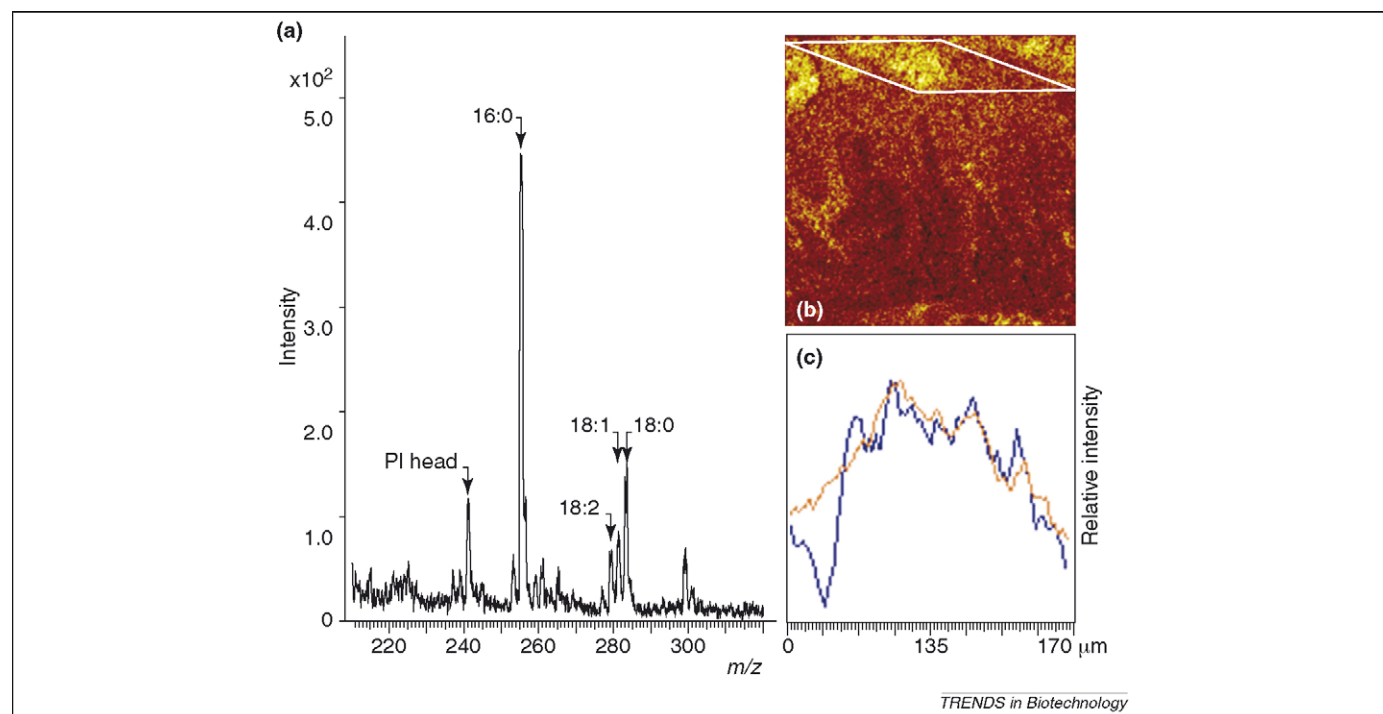 (a)
x10²
5.0
4.0
3.0
2.0
1.0
0
Intensity
16:0
18:1 18:0
PI head
18:2
220 240 260 280 300
m/z
(b)
(c)
Relative intensity
0 135 170 μm
TRENDS in Biotechnology